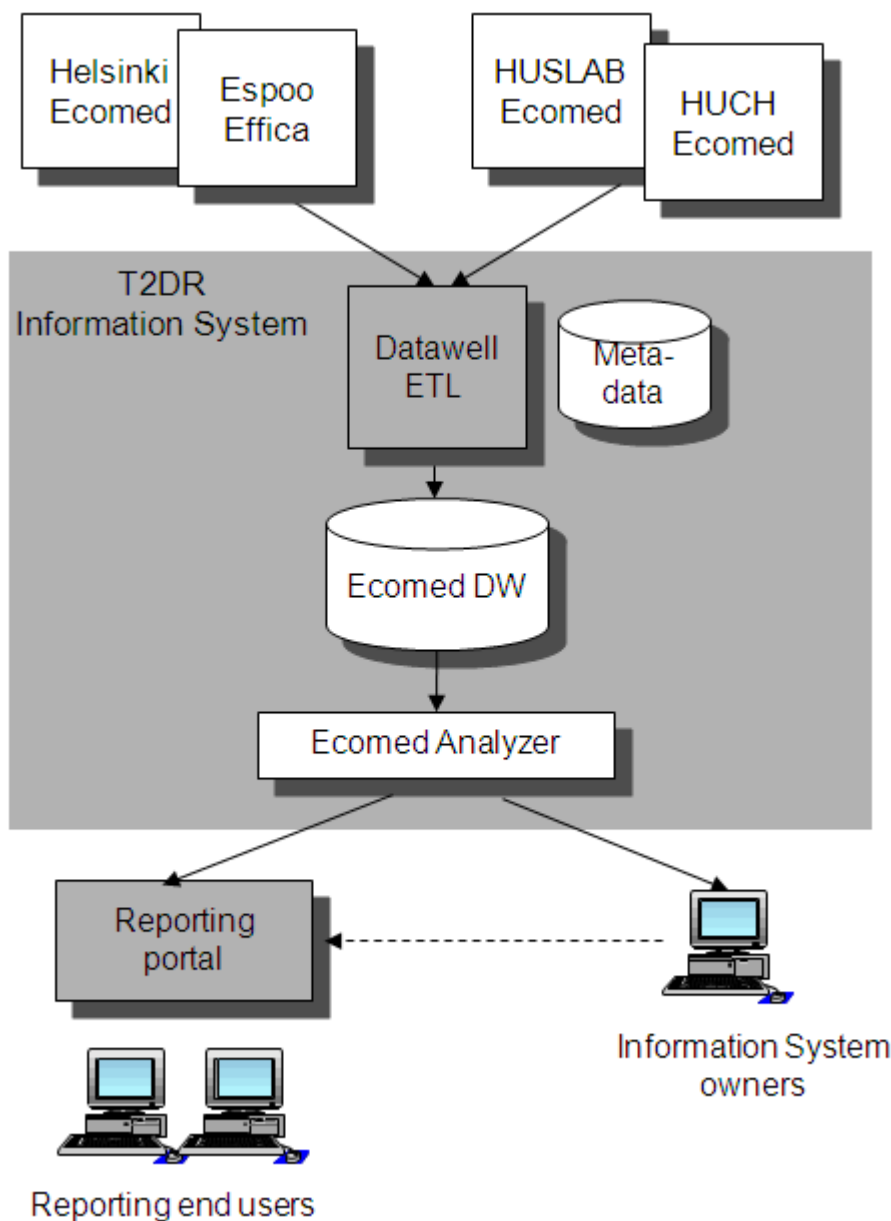 Helsinki
Ecomed
Espoo
Effica
HUSLAB
Ecomed
HUCH
Ecomed
T2DR
Information System
Datawell
ETL
Meta-
data
Ecomed DW
Ecomed Analyzer
Reporting
portal
Information System
owners
Reporting end users